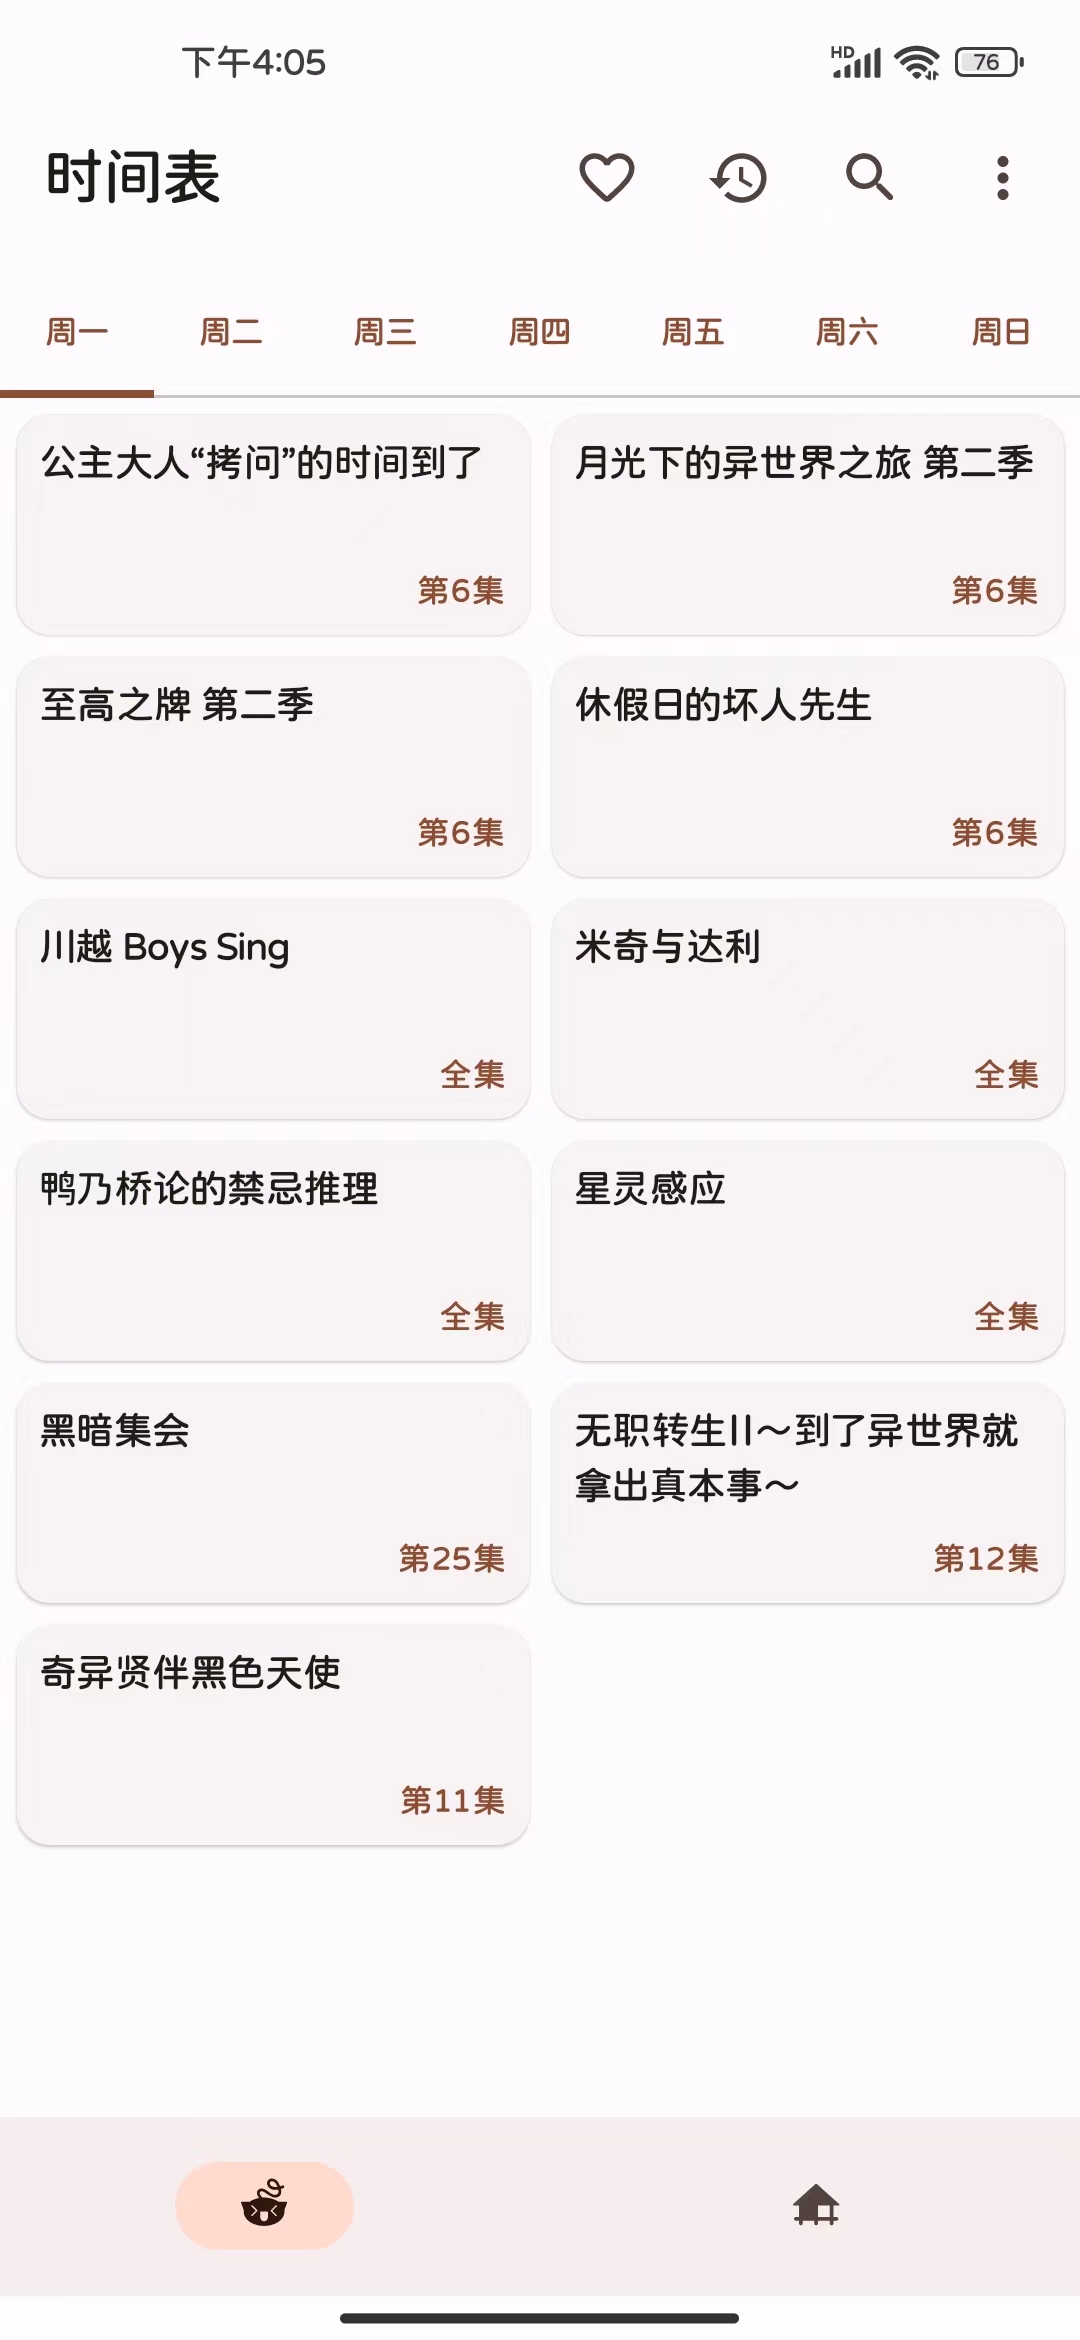 下午4:05
HD
76
时间表
周一 周二 周三 周四 周五 周六 周日
公主大人“拷问”的时间到了
第6集
月光下的异世界之旅 第二季
第6集
至高之牌 第二季
第6集
休假日的坏人先生
第6集
川越 Boys Sing
全集
米奇与达利
全集
鸭乃桥论的禁忌推理
全集
星灵感应
全集
黑暗集会
第25集
无职转生II～到了异世界就
拿出真本事～
第12集
奇异贤伴黑色天使
第11集